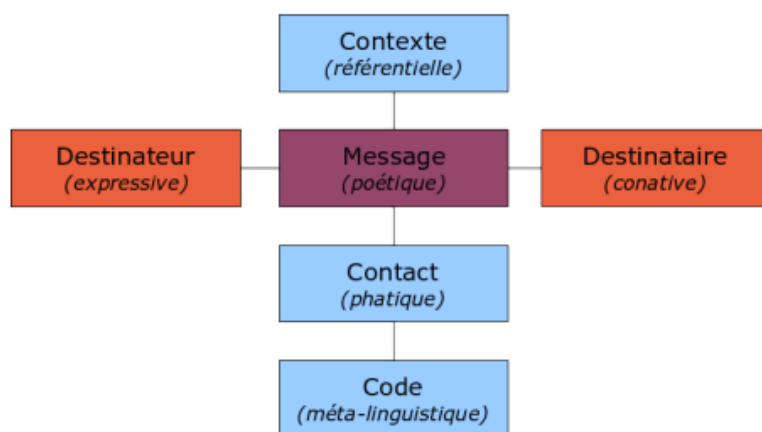 Contexte
(référentielle)
Destinateur
(expressive)
Message
(poétique)
Destinataire
(conative)
Contact
(phatique)
Code
(méta-linguistique)